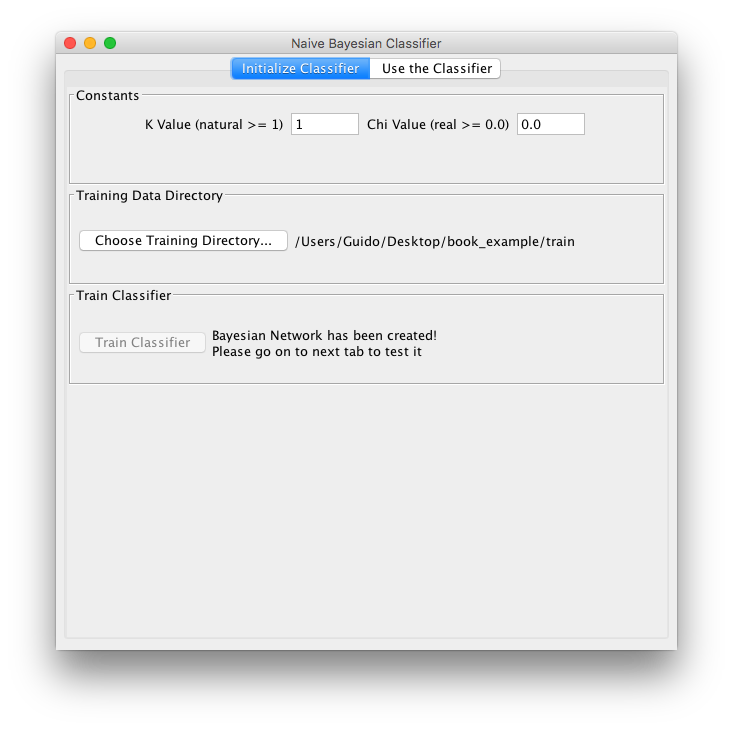 Naive Bayesian Classifier
Initialize Classifier Use the Classifier
Constants
K Value (natural >= 1) 1 Chi Value (real >= 0.0) 0.0
Training Data Directory
Choose Training Directory... /Users/Guido/Desktop/book_example/train
Train Classifier
Train Classifier Bayesian Network has been created!
Please go on to next tab to test it